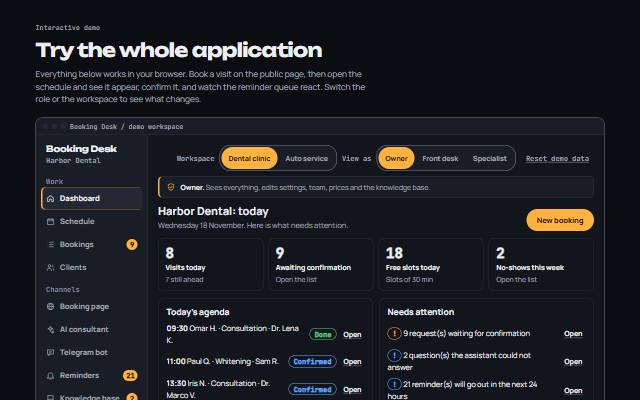 Interactive demo
Try the whole application
Everything below works in your browser. Book a visit on the public page, then open the
schedule and see it appear, confirm it, and watch the reminder queue react. Switch the
role or the workspace to see what changes.
Booking Desk / demo workspace
Booking Desk
Harbor Dental
Workspace Dental clinic Auto service View as Owner Front desk Specialist Reset demo data
Work
Dashboard
Schedule
Bookings 9
Clients
Channels
Booking page
AI consultant
Telegram bot
Reminders 21
Knowledge base 2
Owner. Sees everything, edits settings, team, prices and the knowledge base.
Harbor Dental: today
Wednesday 18 November. Here is what needs attention.
New booking
8
Visits today
7 still ahead
9
Awaiting confirmation
Open the list
18
Free slots today
Slots of 30 min
2
No-shows this week
Open the list
Today's agenda
09:30 Omar H. · Consultation · Dr. Lena
K.
Done Open
11:00 Paul Q. · Whitening · Sam R. Confirmed Open
13:30 Iris N. · Consultation · Dr.
Marco V.
Confirmed Open
Needs attention
! 9 request(s) waiting for confirmation Open
! 2 question(s) the assistant could not
answer
Open
! 21 reminder(s) will go out in the next 24
hours
Open